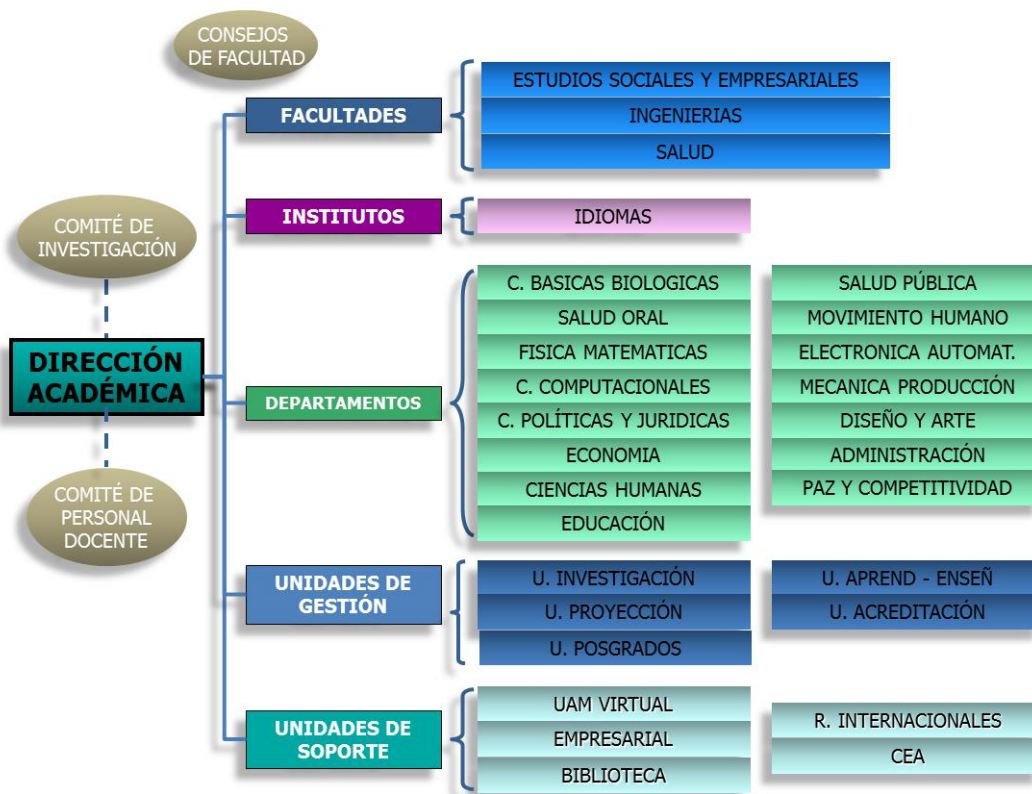 CONSEJOS
DE FACULTAD
FACULTADES
ESTUDIOS SOCIALES Y EMPRESARIALES
INGENIERIAS
SALUD
COMITÉ DE
INVESTIGACIÓN
INSTITUTOS
IDIOMAS
DIRECCIÓN
ACADÉMICA
DEPARTAMENTOS
C. BASICAS BIOLOGICAS
SALUD ORAL
FISICA MATEMATICAS
C. COMPUTACIONALES
C. POLÍTICAS Y JURIDICAS
ECONOMIA
CIENCIAS HUMANAS
EDUCACIÓN
SALUD PÚBLICA
MOVIMIENTO HUMANO
ELECTRONICA AUTOMAT.
MECANICA PRODUCCIÓN
DISEÑO Y ARTE
ADMINISTRACIÓN
PAZ Y COMPETITIVIDAD
COMITÉ DE
PERSONAL
DOCENTE
UNIDADES DE
GESTIÓN
U. INVESTIGACIÓN
U. PROYECCIÓN
U. POSGRADOS
U. APREND - ENSEÑ
U. ACREDITACIÓN
UNIDADES DE
SOPORTE
UAM VIRTUAL
EMPRESARIAL
BIBLIOTECA
R. INTERNACIONALES
CEA